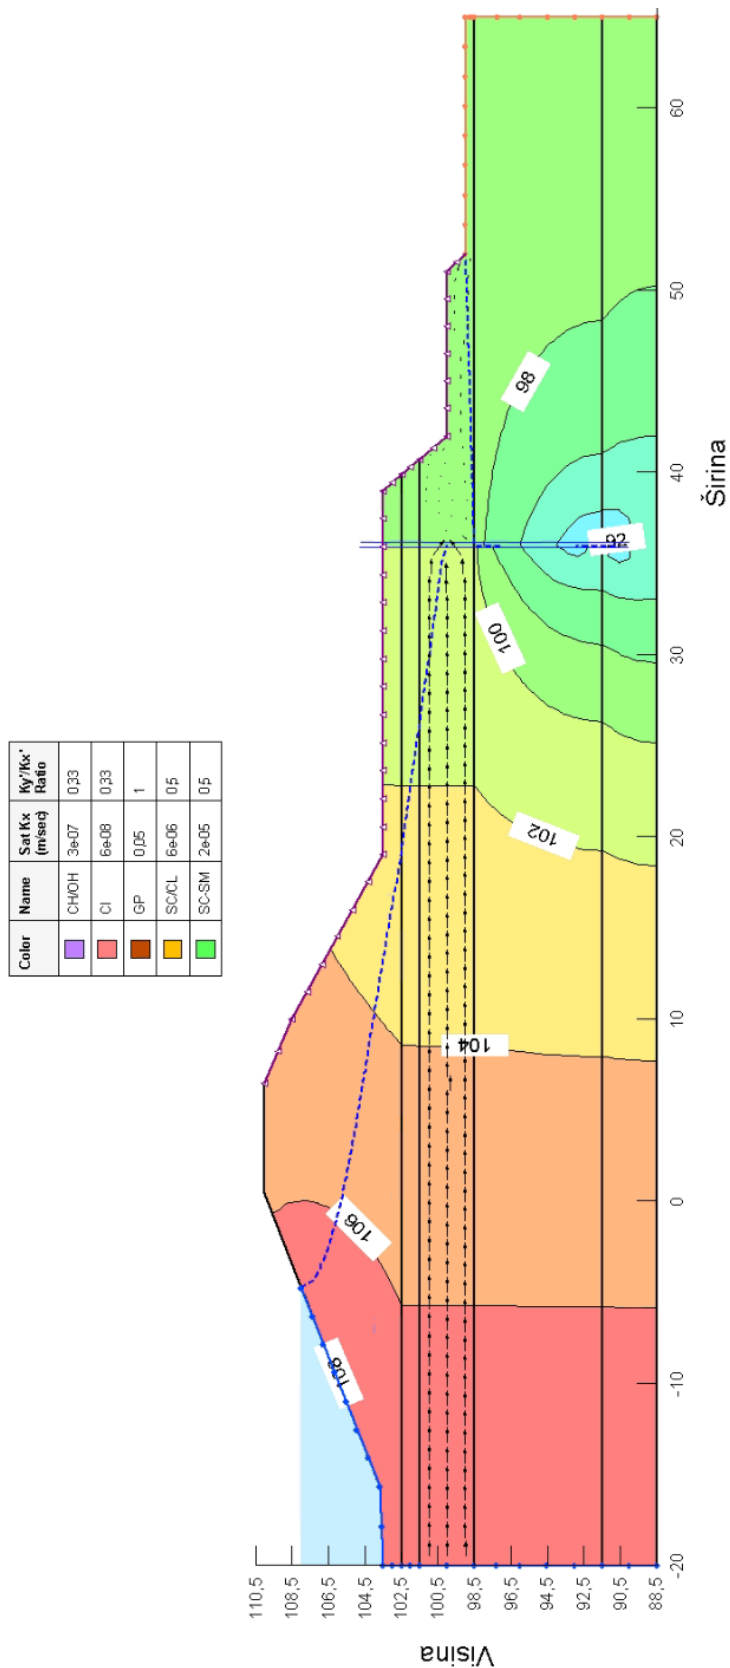 Color Name Sat Kx (m/sec) Ky'/Kx' Ratio
CH/OH 3e-07 0,33
CI 6e-08 0,33
GP 0,05 1
SC/CL 6e-06 0,5
SC-SM 2e-05 0,5
108
106
104
102
100
92
98
Visina
110,5
108,5
106,5
104,5
102,5
100,5
98,5
96,5
94,5
92,5
90,5
88,5
-20 -10 0 10 20 30 40 50 60
Širina